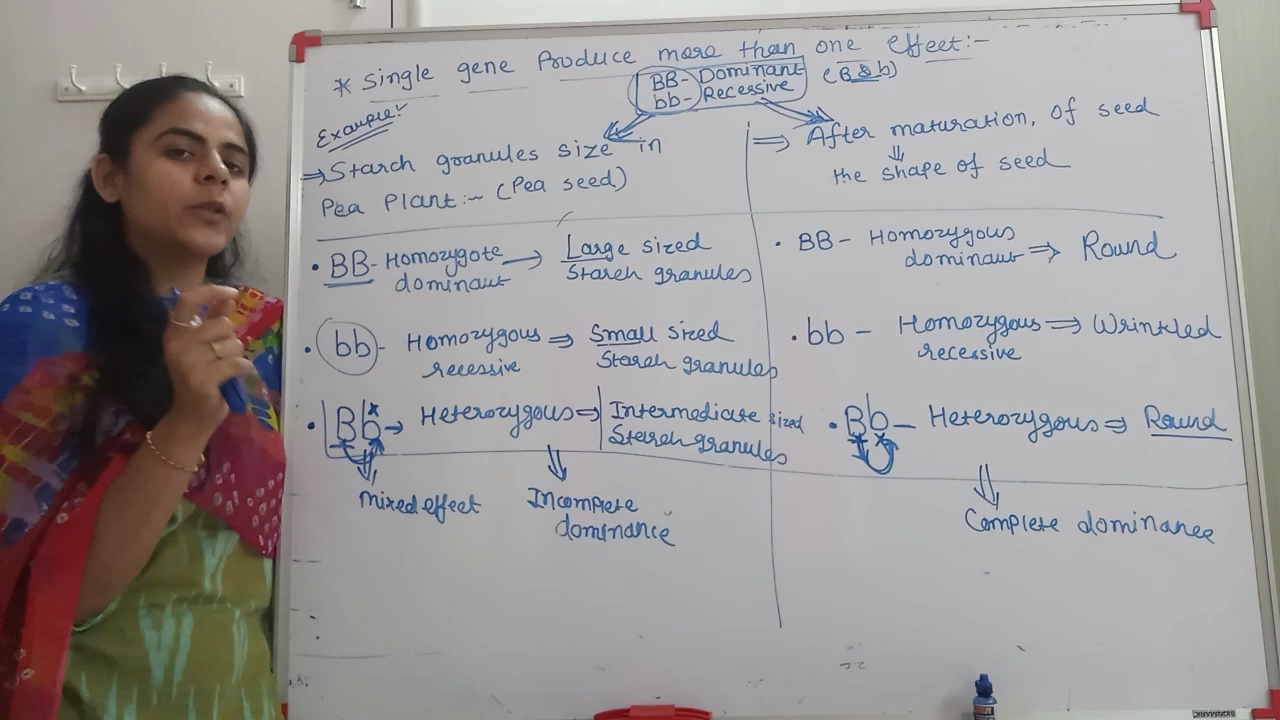 * Single gene Produce more than one effect:-
BB- Dominant (B & b)
bb- Recessive
Example:
⇒ Starch granules size in
Pea Plant:- (Pea seed)
• BB- Homozygote → Large sized
dominant Starch granules
• bb- Homozygous ⇒ Small sized
recessive Starch granules
• Bb → Heterozygous ⇒ Intermediate sized
Starch granules
Mixed effect Incomplete
dominance
⇒ After maturation, of seed
the shape of seed
• BB - Homozygous
dominant ⇒ Round
• bb - Homozygous ⇒ Wrinkled
recessive
• Bb - Heterozygous ⇒ Round
Complete dominance